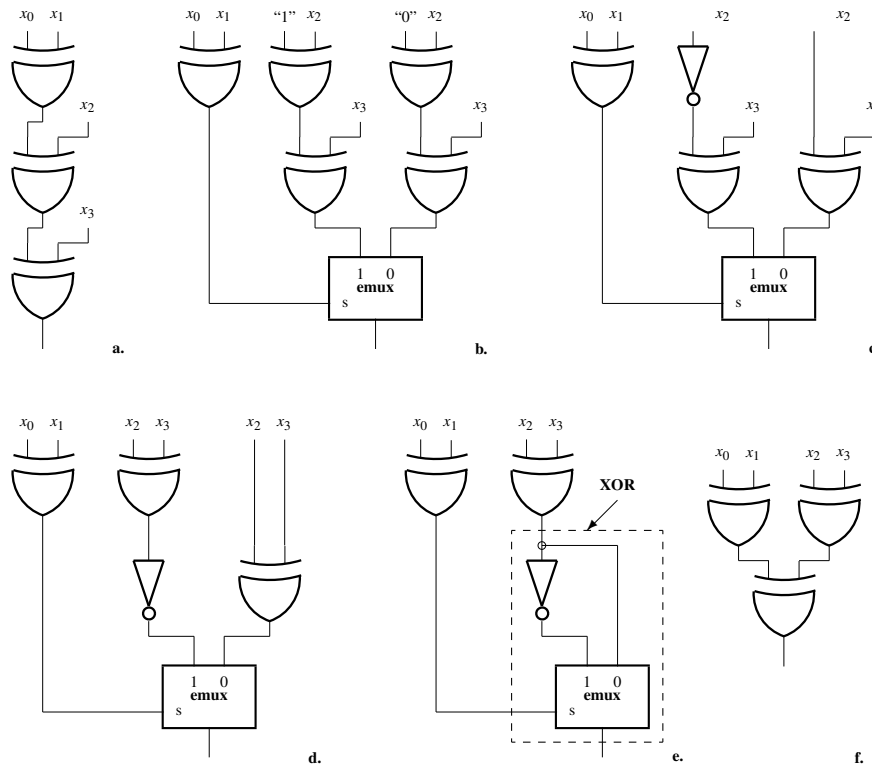 x0 x1
x2
x3
a.
x0 x1 “1” x2 “0” x2
x3 x3
1 0
emux
s
b.
x0 x1 x2 x2
x3
1 0
emux
s
x0 x1 x2 x3 x2 x3
1 0
emux
s
d.
x0 x1 x2 x3
XOR
1 0
emux
s
e.
x0 x1 x2 x3
f.